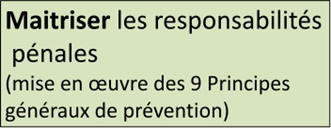 Maitriser les responsabilités
pénales
(mise en œuvre des 9 Principes
généraux de prévention)